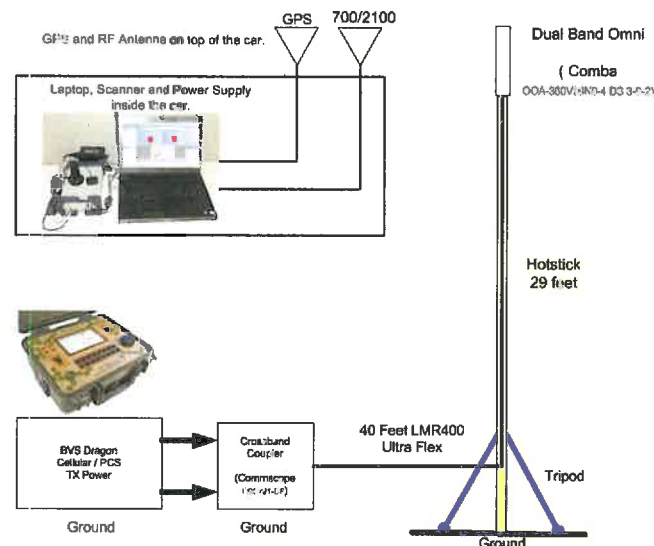 GPS 700/2100
GPS and RF Antenna on top of the car.
Dual Band Omni
( Comba
Laptop, Scanner and Power Supply
inside the car.
Hotstick
29 feet
40 Feet LMR400
Ultra Flex
BVS Dragon
Cellular / PCS
TX Power
Crossband
Coupler
(Commscope
Tripod
Ground
Ground
Ground